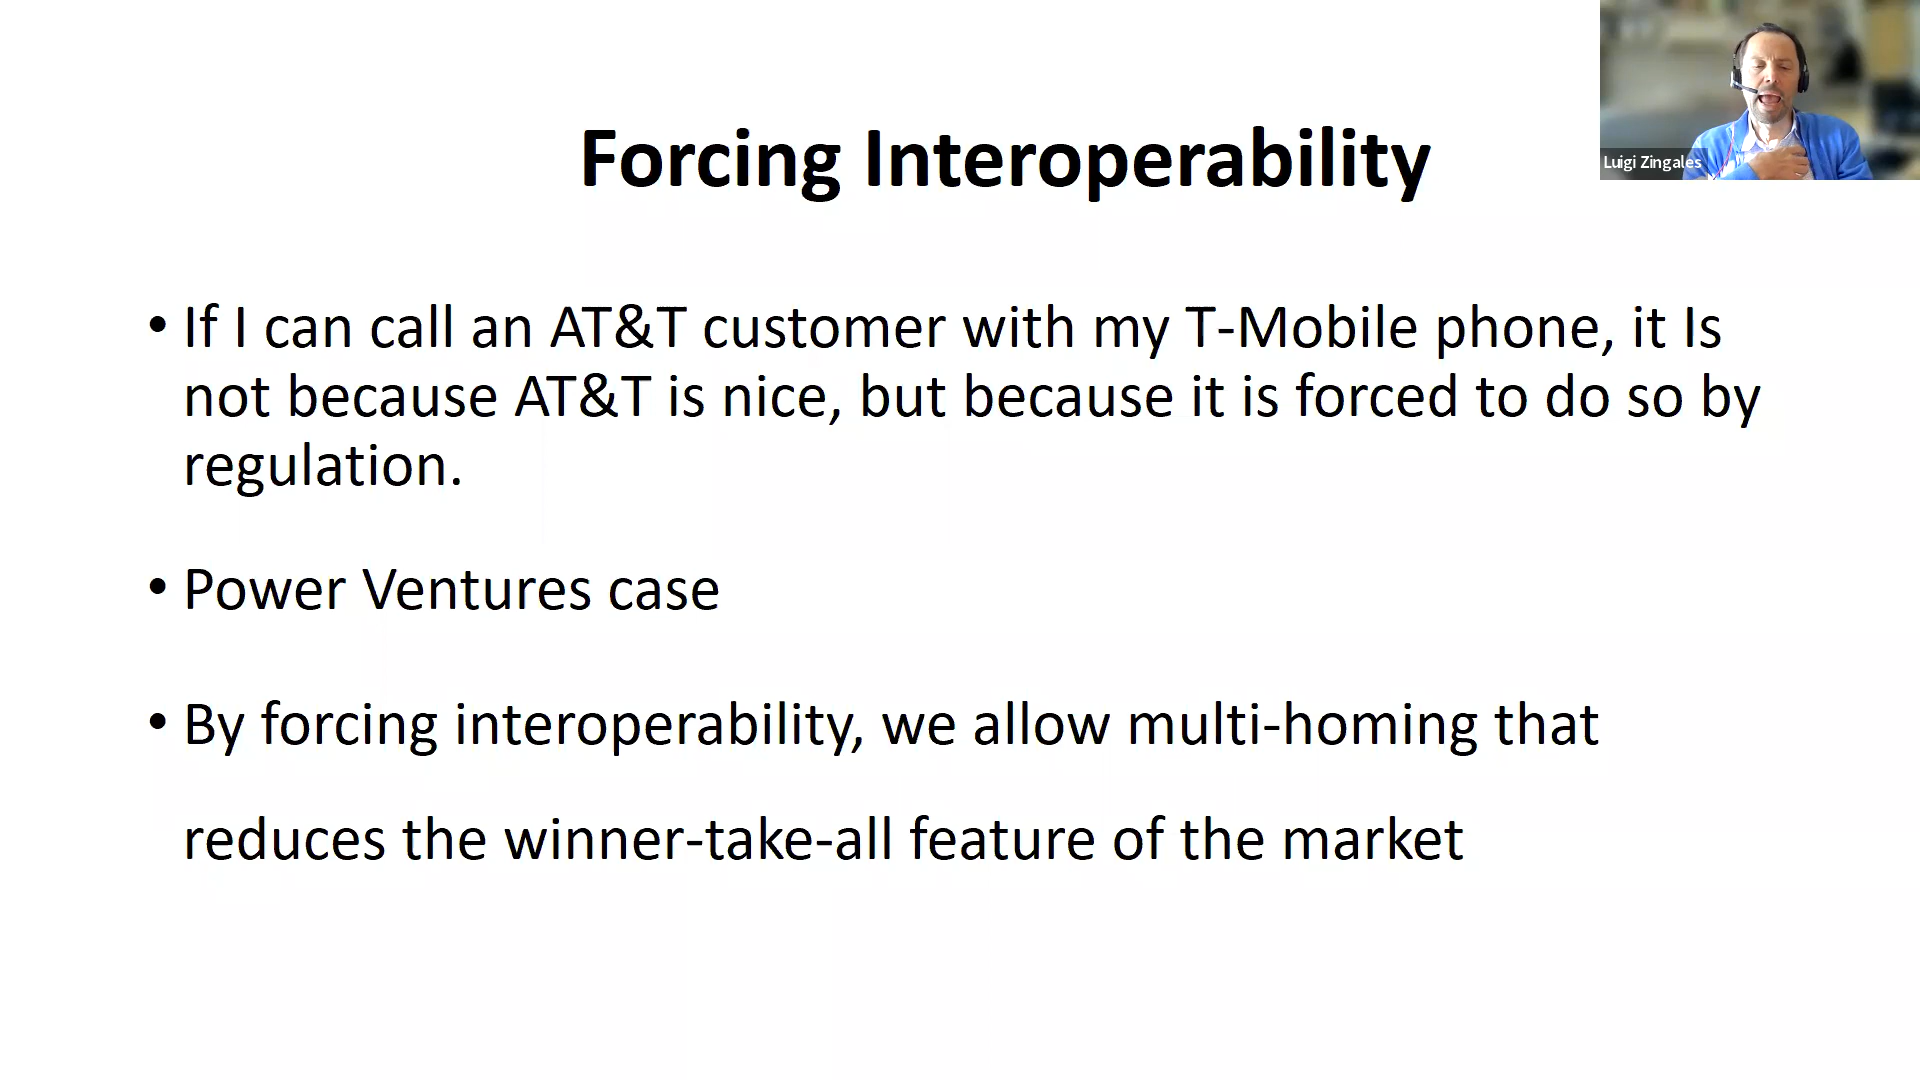 Forcing Interoperability
Luigi Zingales
• If I can call an AT&T customer with my T-Mobile phone, it Is
not because AT&T is nice, but because it is forced to do so by
regulation.
• Power Ventures case
• By forcing interoperability, we allow multi-homing that
reduces the winner-take-all feature of the market